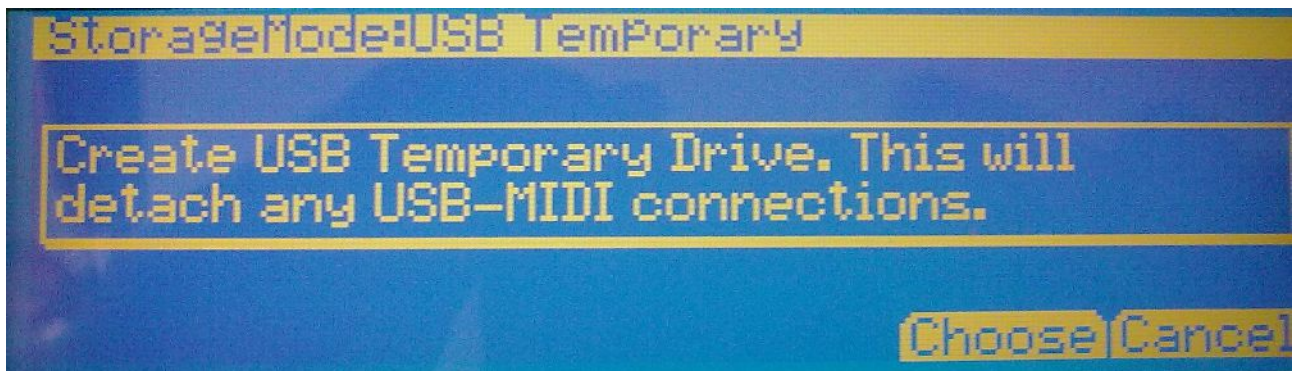 StorageMode:USB Temporary
Create USB Temporary Drive. This will
detach any USB-MIDI connections.
Choose Cancel